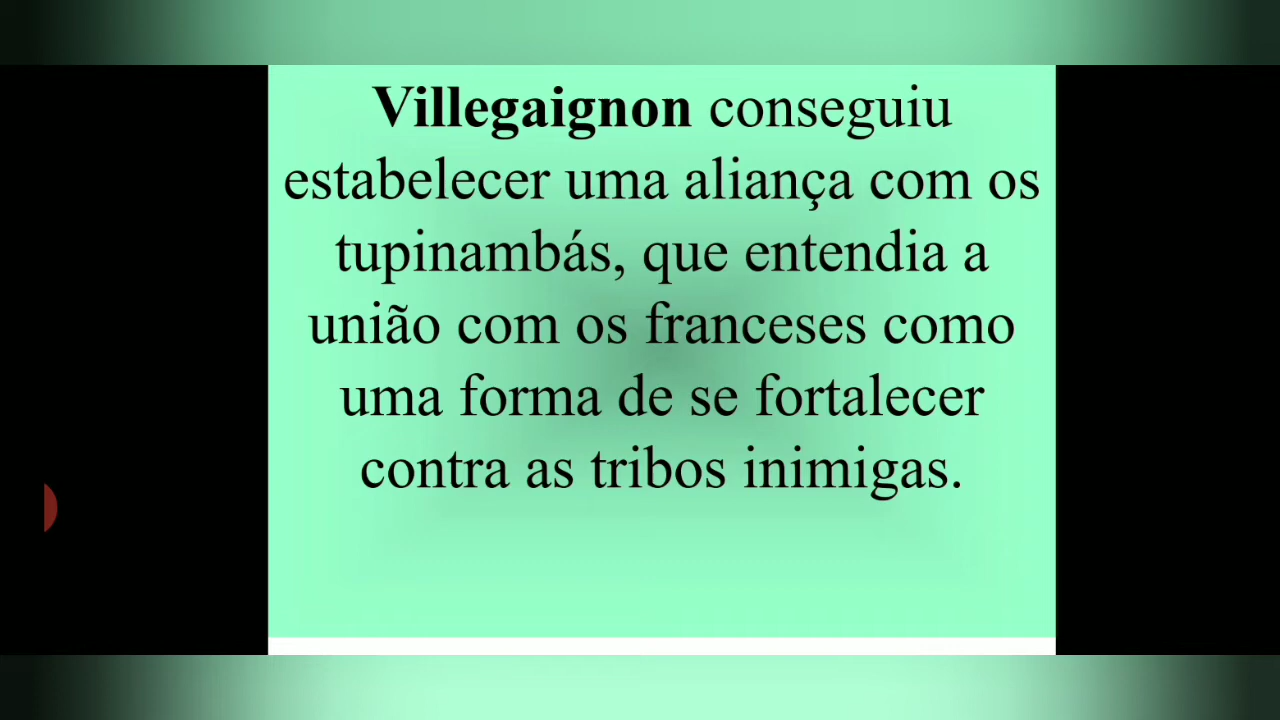 Villegaignon conseguiu
estabelecer uma aliança com os
tupinambás, que entendia a
união com os franceses como
uma forma de se fortalecer
contra as tribos inimigas.